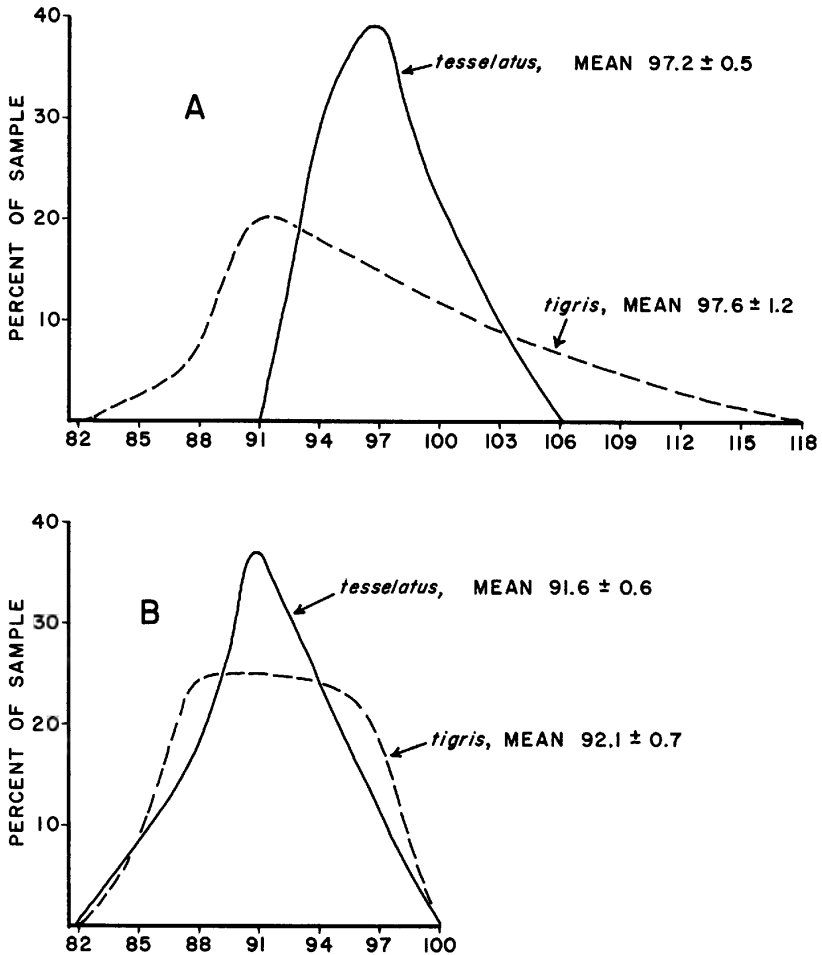 40
tesselatus, MEAN 97.2 ± 0.5
A
30
PERCENT OF SAMPLE
20
tigris, MEAN 97.6 ± 1.2
10
82 85 88 91 94 97 100 103 106 109 112 115 118
40
tesselatus, MEAN 91.6 ± 0.6
B
30
PERCENT OF SAMPLE
20
tigris, MEAN 92.1 ± 0.7
10
82 85 88 91 94 97 100